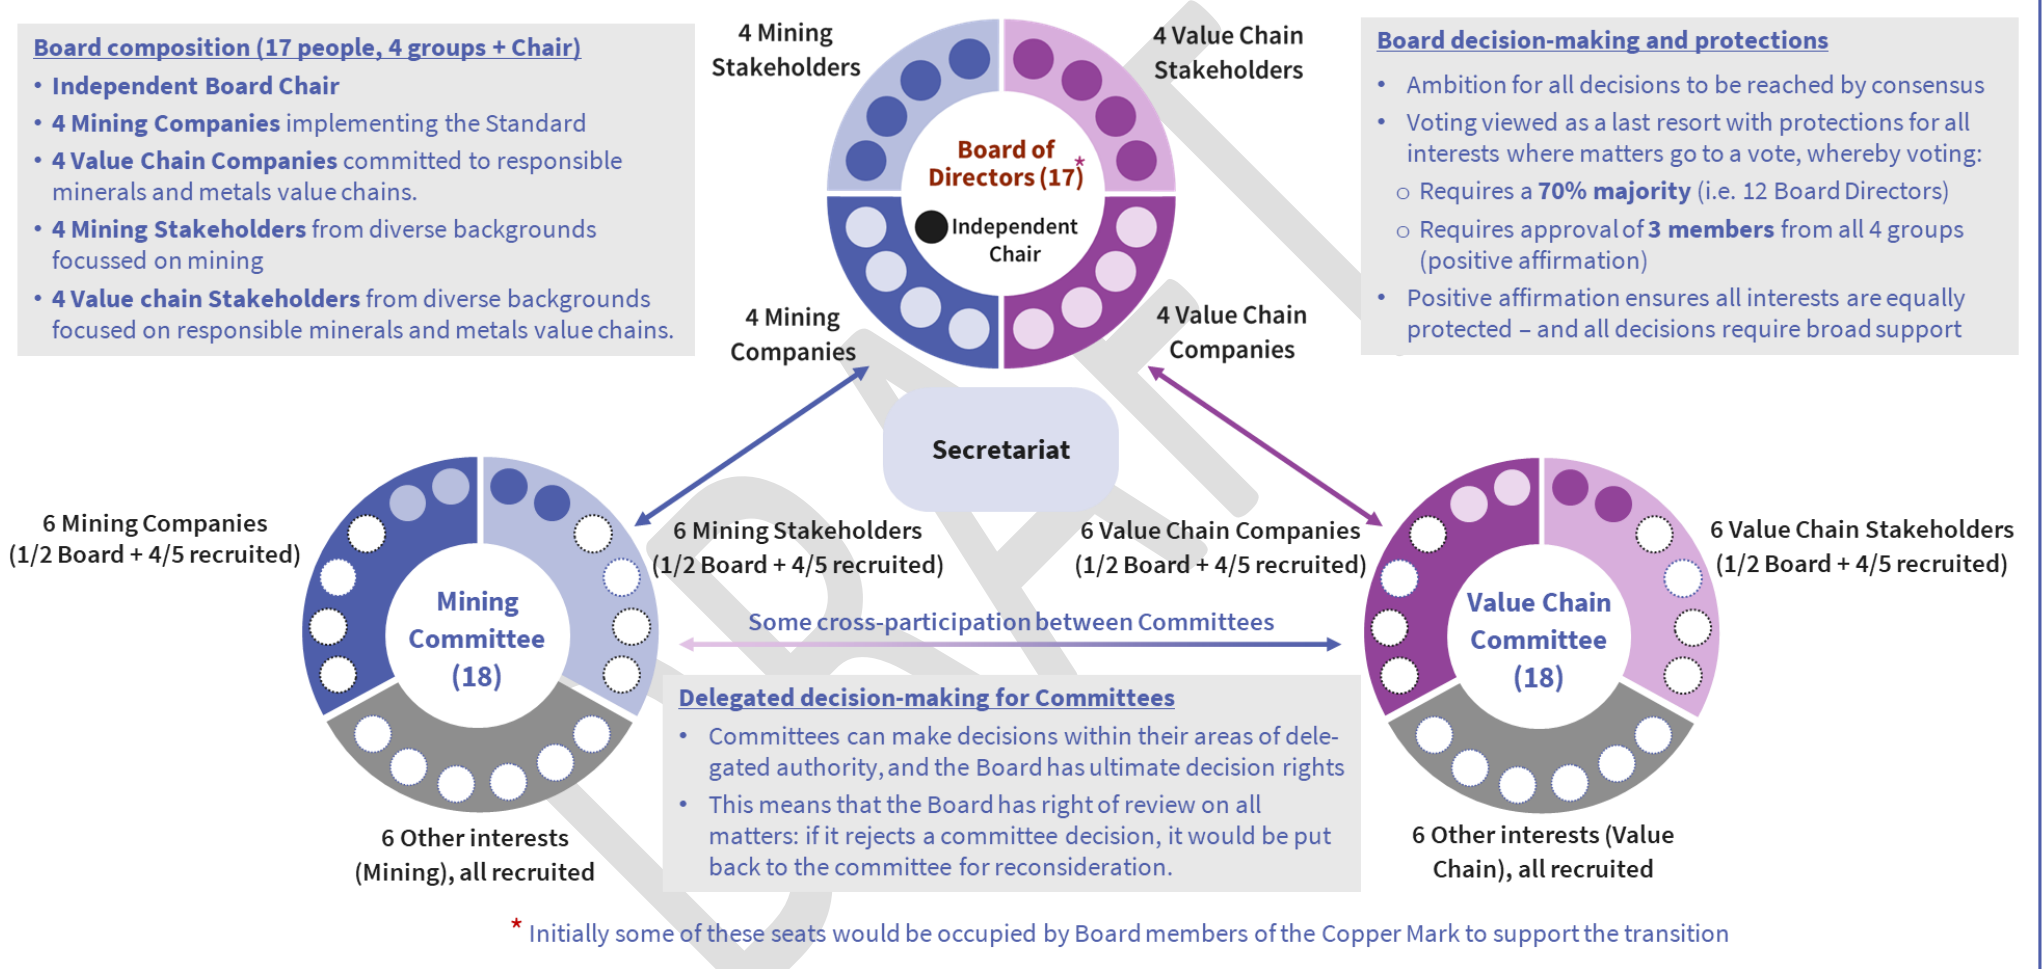 Board composition (17 people, 4 groups + Chair)
• Independent Board Chair
• 4 Mining Companies implementing the Standard
• 4 Value Chain Companies committed to responsible
minerals and metals value chains.
• 4 Mining Stakeholders from diverse backgrounds
focussed on mining
• 4 Value chain Stakeholders from diverse backgrounds
focused on responsible minerals and metals value chains.
4 Mining
Stakeholders
4 Value Chain
Stakeholders
Board of
Directors (17)*
Independent
Chair
4 Mining
Companies
4 Value Chain
Companies
Board decision-making and protections
• Ambition for all decisions to be reached by consensus
• Voting viewed as a last resort with protections for all
interests where matters go to a vote, whereby voting:
o Requires a 70% majority (i.e. 12 Board Directors)
o Requires approval of 3 members from all 4 groups
(positive affirmation)
• Positive affirmation ensures all interests are equally
protected – and all decisions require broad support
Secretariat
6 Mining Companies
(1/2 Board + 4/5 recruited)
6 Mining Stakeholders
(1/2 Board + 4/5 recruited)
Mining
Committee
(18)
6 Other interests
(Mining), all recruited
6 Value Chain Companies
(1/2 Board + 4/5 recruited)
6 Value Chain Stakeholders
(1/2 Board + 4/5 recruited)
Value Chain
Committee
(18)
6 Other interests (Value
Chain), all recruited
Some cross-participation between Committees
Delegated decision-making for Committees
• Committees can make decisions within their areas of dele-
gated authority, and the Board has ultimate decision rights
• This means that the Board has right of review on all
matters: if it rejects a committee decision, it would be put
back to the committee for reconsideration.
* Initially some of these seats would be occupied by Board members of the Copper Mark to support the transition
DRAFT